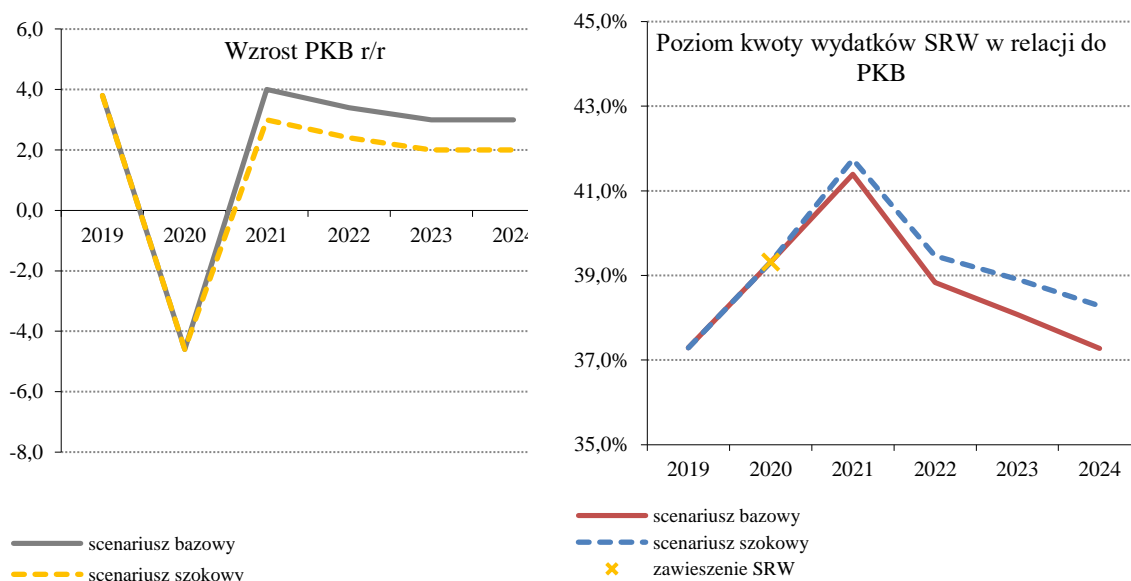 Wzrost PKB r/r
6,0
4,0
2,0
0,0
-2,0
-4,0
-6,0
-8,0
2019 2020 2021 2022 2023 2024
scenariusz bazowy
scenariusz szokowy
Poziom kwoty wydatków SRW w relacji do
PKB
45,0%
43,0%
41,0%
39,0%
37,0%
35,0%
2019 2020 2021 2022 2023 2024
scenariusz bazowy
scenariusz szokowy
zawieszenie SRW